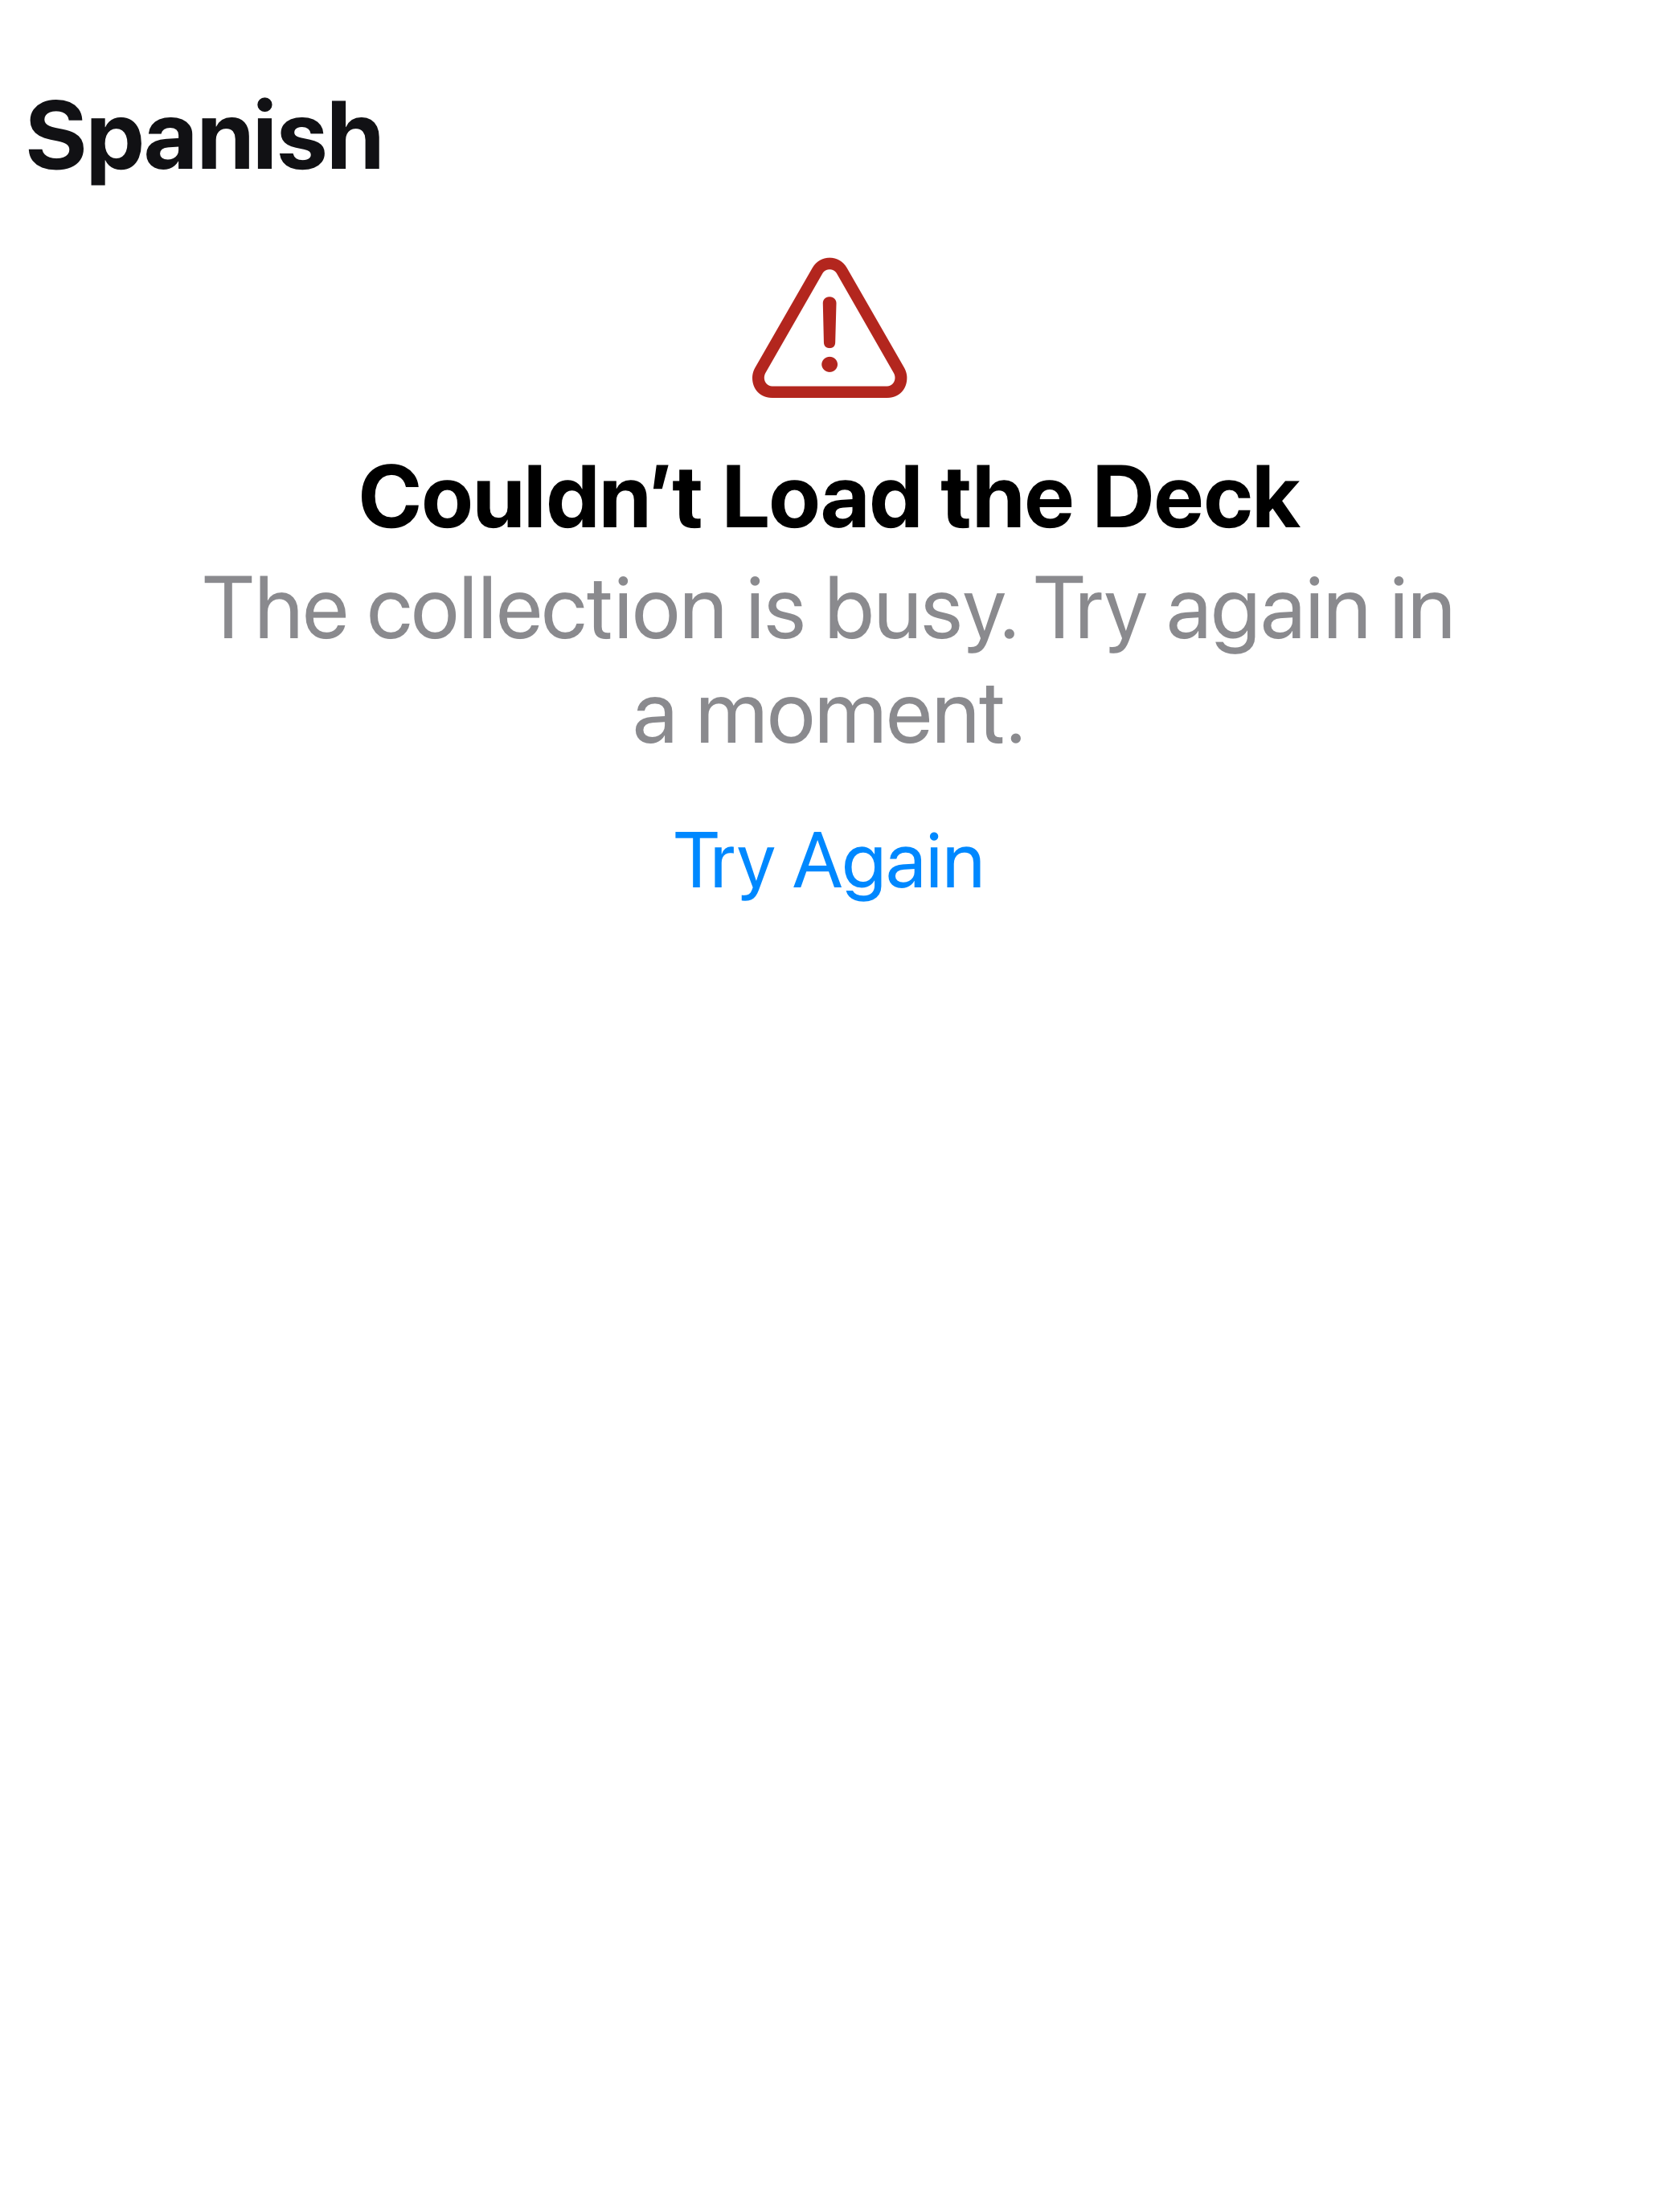 Spanish
Couldn’t Load the Deck
The collection is busy. Try again in
a moment.
Try Again